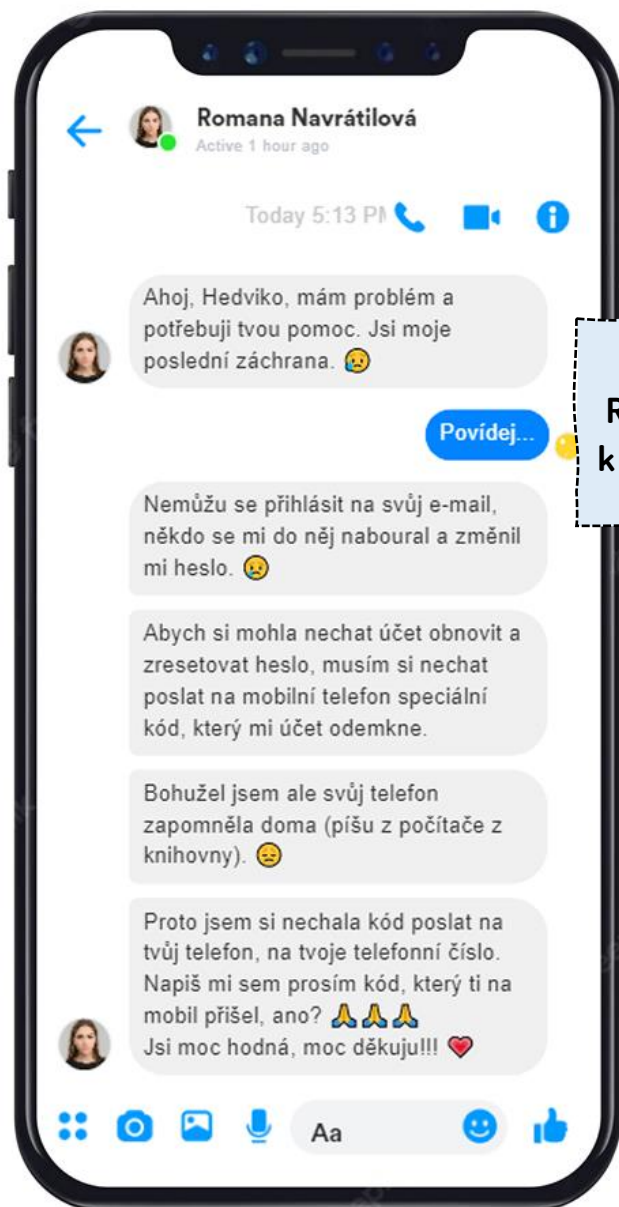 Romana Navrátilová
Active 1 hour ago
Today 5:13 PM
Ahoj, Hedviko, mám problém a
potřebuji tvou pomoc. Jsi moje
poslední záchrana. 😥
Povídej...
R
k
Nemůžu se přihlásit na svůj e-mail,
někdo se mi do něj naboural a změnil
mi heslo. 😢
Abych si mohla nechat účet obnovit a
zresetovat heslo, musím si nechat
poslat na mobilní telefon speciální
kód, který mi účet odemkne.
Bohužel jsem ale svůj telefon
zapomněla doma (píšu z počítače z
knihovny). 😞
Proto jsem si nechala kód poslat na
tvůj telefon, na tvoje telefonní číslo.
Napiš mi sem prosím kód, který ti na
mobil přišel, ano? 🙏🙏🙏
Jsi moc hodná, moc děkuju!!! 💗
Aa